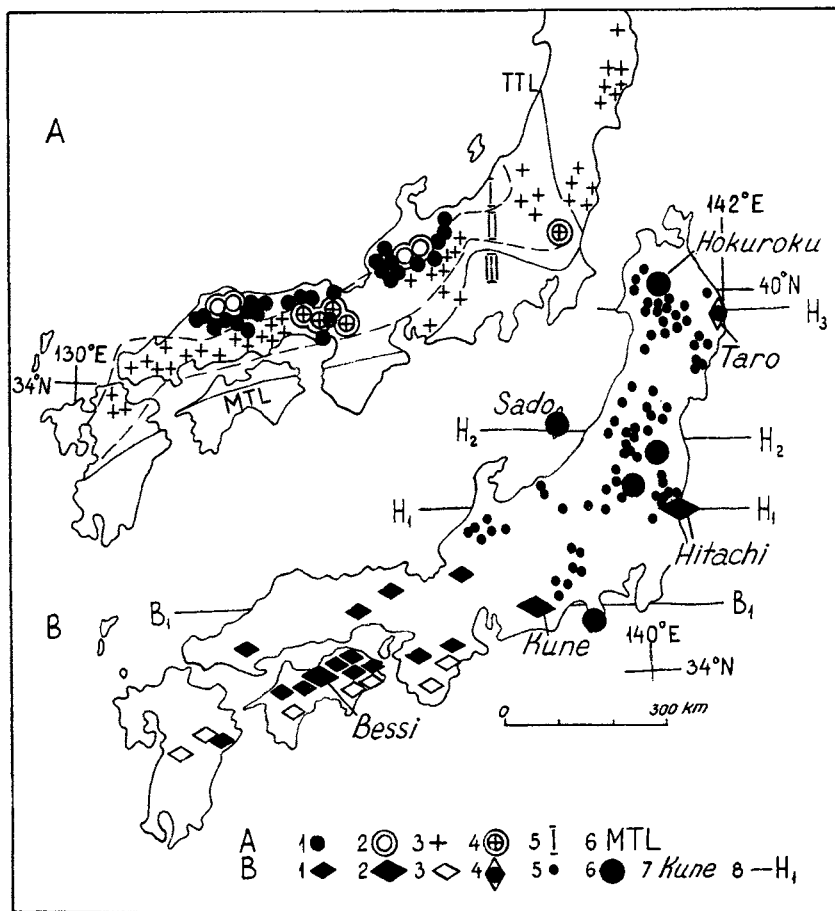 TTL
A
142°E
Hokuroku
40°N
H₃
Taro
130°E
34°N
MTL
Sado
H₂
H₂
H₁
H₁
Hitachi
B₁
B₁
B
Kune
140°E
34°N
Bessi
0 300 km
A 1 2 3 + 4 5 I 6 MTL
B 1 2 3 4 5 6 7 Kune 8 —H₁